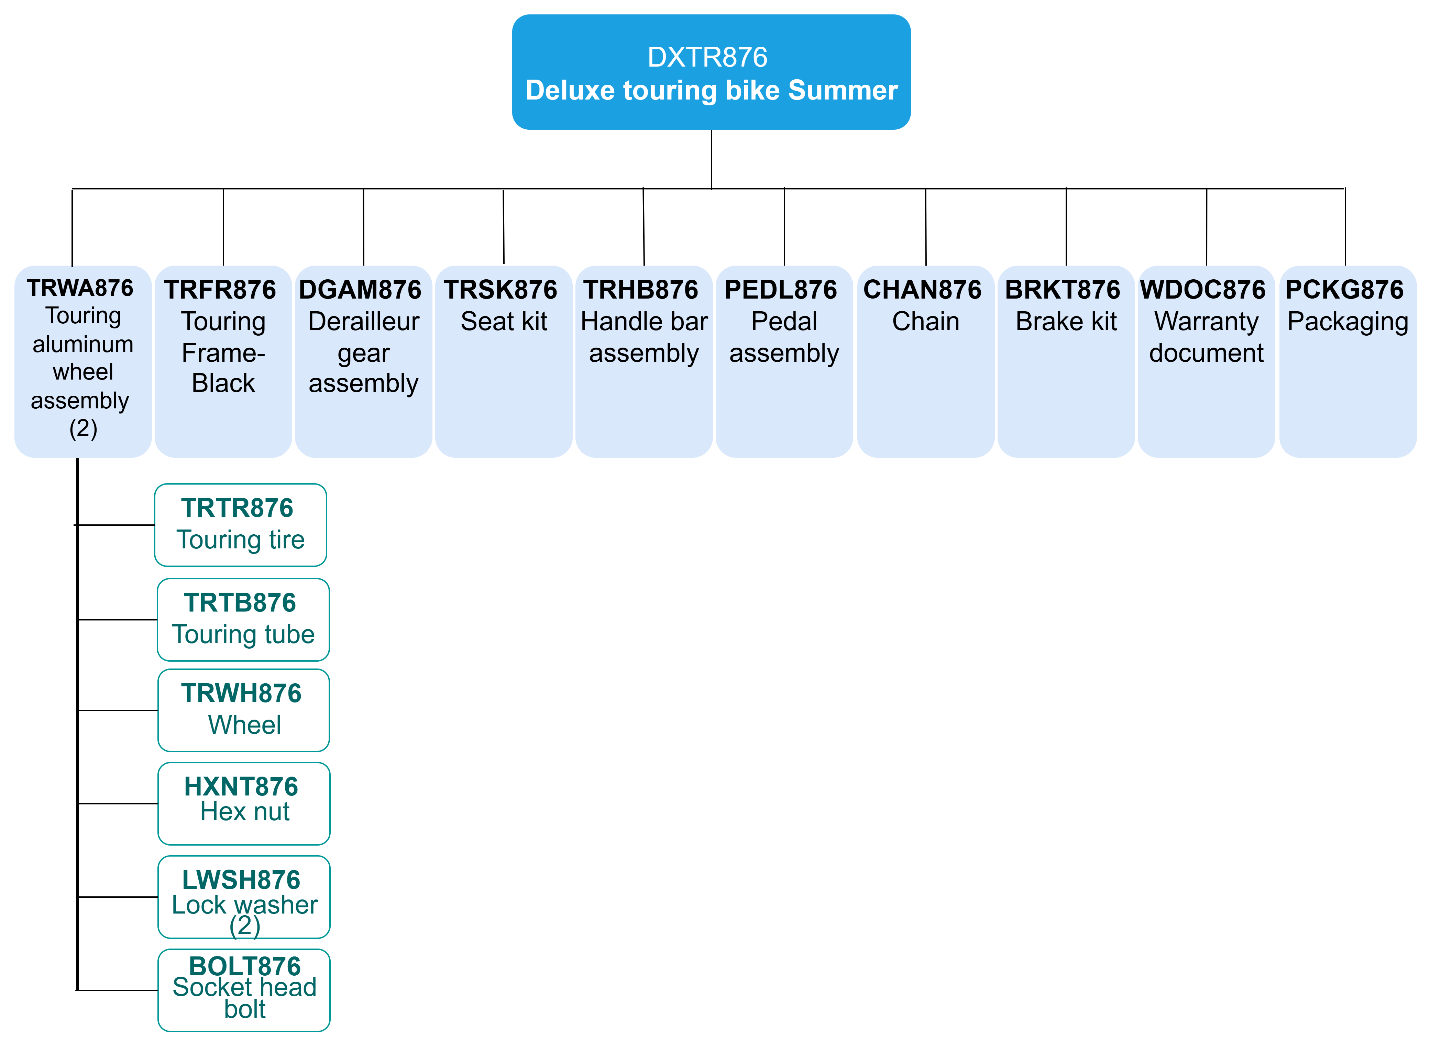 DXTR876
Deluxe touring bike Summer
TRWA876
Touring
aluminum
wheel
assembly
(2)
TRFR876
Touring
Frame-
Black
DGAM876
Derailleur
gear
assembly
TRSK876
Seat kit
TRHB876
Handle bar
assembly
PEDL876
Pedal
assembly
CHAN876
Chain
BRKT876
Brake kit
WDOC876
Warranty
document
PCKG876
Packaging
TRTR876
Touring tire
TRTB876
Touring tube
TRWH876
Wheel
HXNT876
Hex nut
LWSH876
Lock washer
(2)
BOLT876
Socket head
bolt